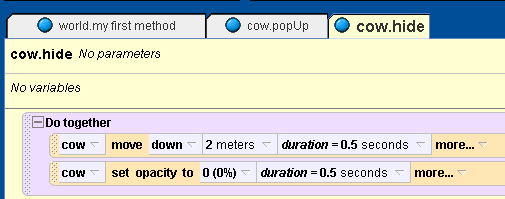 world.my first method cow.popUp cow.hide
cow.hide No parameters
No variables
Do together
cow move down 2 meters duration = 0.5 seconds more...
cow set opacity to 0 (0%) duration = 0.5 seconds more...